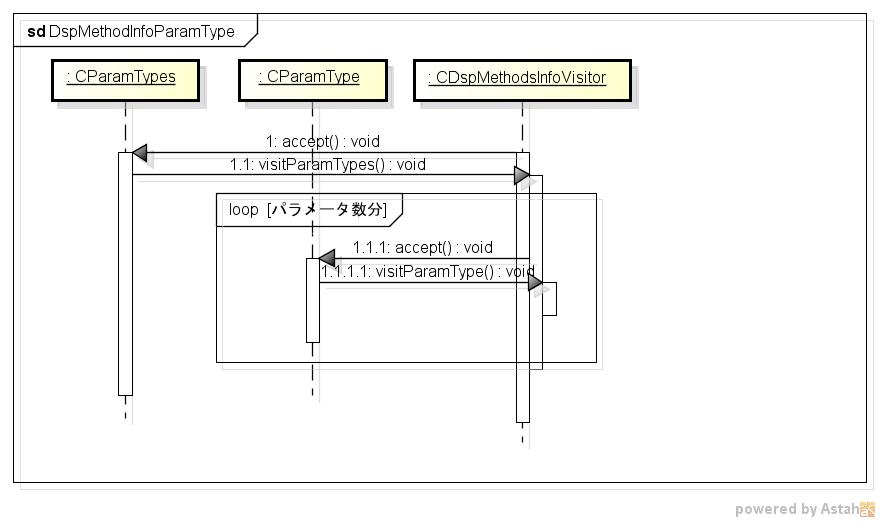 sd DspMethodInfoParamType
: CParamTypes
: CParamType
: CDspMethodsInfoVisitor
1: accept() : void
1.1: visitParamTypes() : void
loop [パラメータ数分]
1.1.1: accept() : void
1.1.1.1: visitParamType() : void
powered by Astah